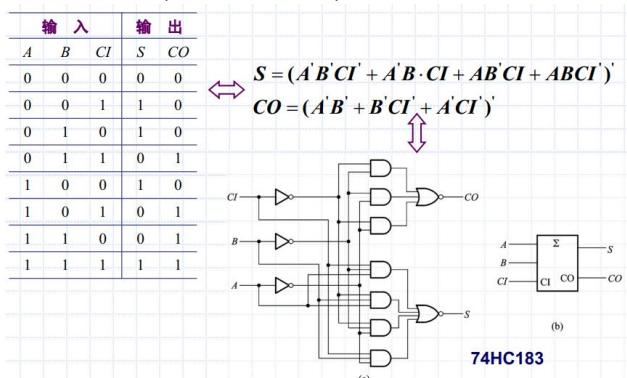 输 入 输 出
A B CI S CO
0 0 0 0 0
0 0 1 1 0
0 1 0 1 0
0 1 1 0 1
1 0 0 1 0
1 0 1 0 1
1 1 0 0 1
1 1 1 1 1
S = (A'B'CI' + A'B·CI + AB'CI + ABCI')'
CO = (A'B' + B'CI' + A'CI')'
CI CO
B
A S
A Σ S
B
CI CI CO CO
(b)
74HC183